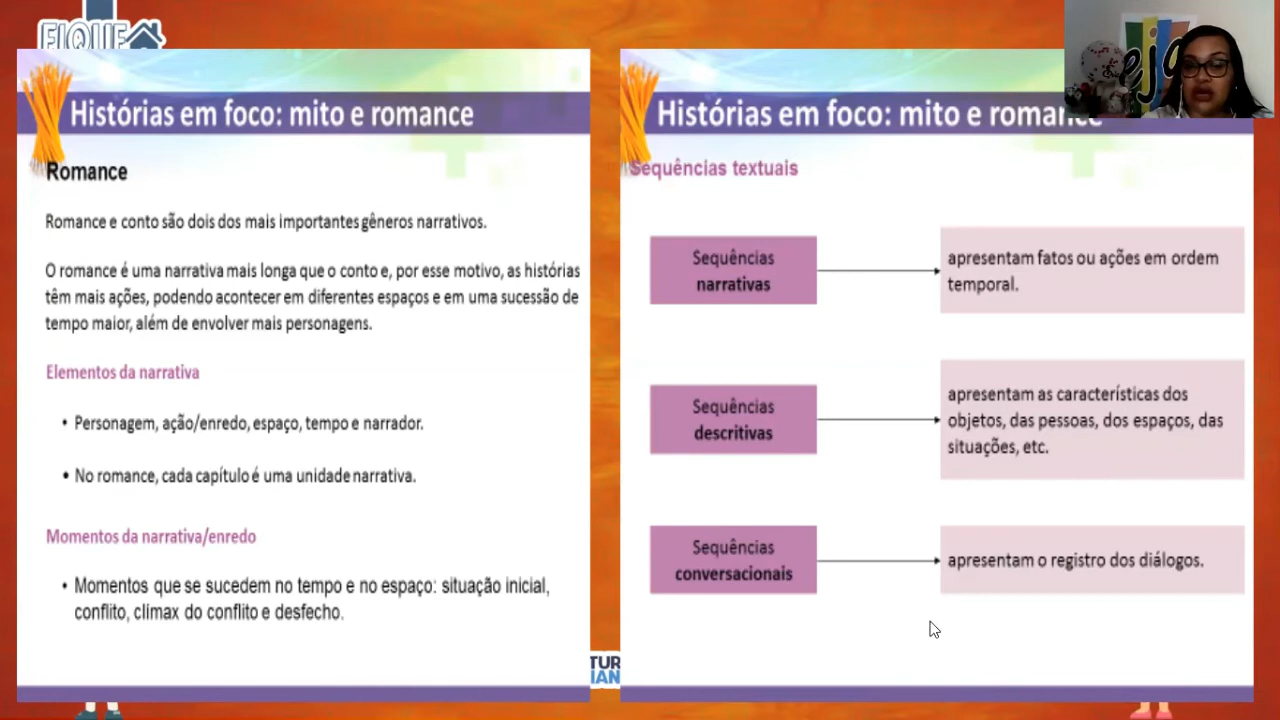 FIQUE
Histórias em foco: mito e romance
Romance
Romance e conto são dois dos mais importantes gêneros narrativos.
O romance é uma narrativa mais longa que o conto e, por esse motivo, as histórias
têm mais ações, podendo acontecer em diferentes espaços e em uma sucessão de
tempo maior, além de envolver mais personagens.
Elementos da narrativa
• Personagem, ação/enredo, espaço, tempo e narrador.
• No romance, cada capítulo é uma unidade narrativa.
Momentos da narrativa/enredo
• Momentos que se sucedem no tempo e no espaço: situação inicial,
conflito, climax do conflito e desfecho.
Histórias em foco: mito e romance
Sequências textuais
Sequências
narrativas
apresentam fatos ou ações em ordem
temporal.
Sequências
descritivas
apresentam as características dos
objetos, das pessoas, dos espaços, das
situações, etc.
Sequências
conversacionais
apresentam o registro dos diálogos.
TUR
IAN
eja